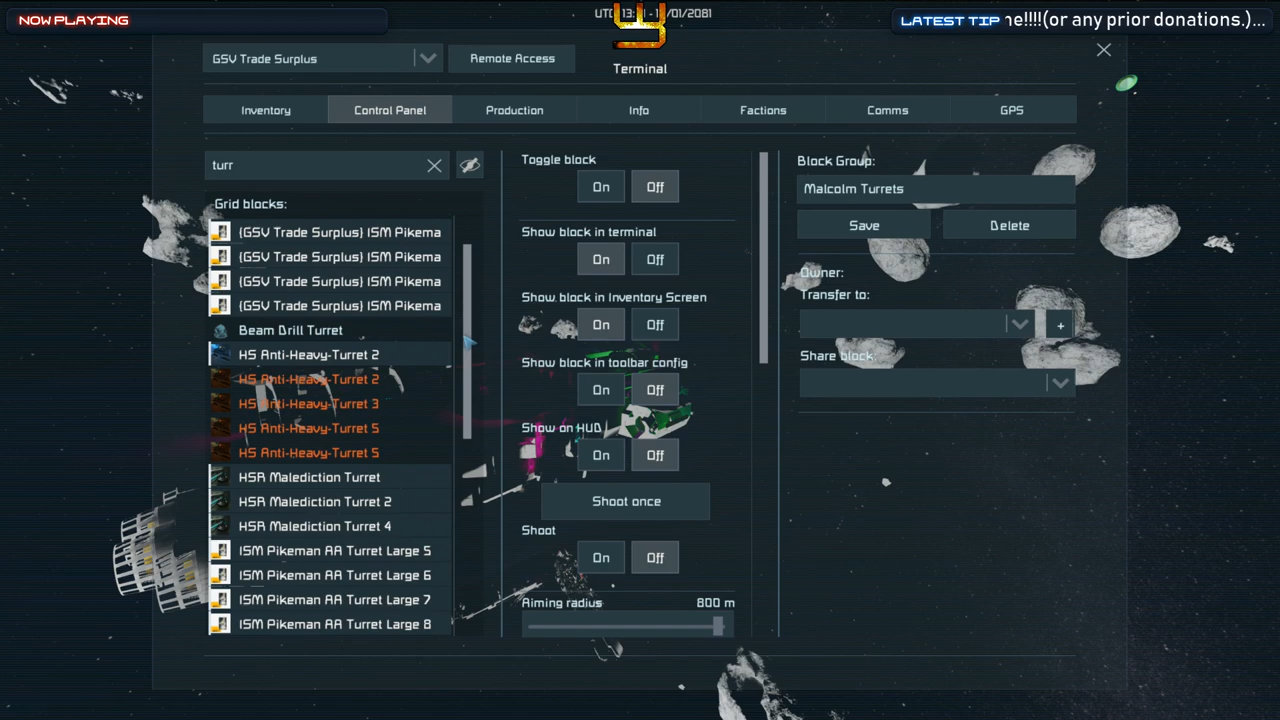 NOW PLAYING
LATEST TIP
ne!!!!(or any prior donations.)...
GSV Trade Surplus
Remote Access
Terminal
Inventory
Control Panel
Production
Info
Factions
Comms
GPS
turr
Grid blocks:
(GSV Trade Surplus) ISM Pikema
(GSV Trade Surplus) ISM Pikema
(GSV Trade Surplus) ISM Pikema
(GSV Trade Surplus) ISM Pikema
Beam Drill Turret
HS Anti-Heavy-Turret 2
HS Anti-Heavy-Turret 2
HS Anti-Heavy-Turret 3
HS Anti-Heavy-Turret 5
HS Anti-Heavy-Turret 5
HSR Malediction Turret
HSR Malediction Turret 2
HSR Malediction Turret 4
ISM Pikeman AA Turret Large 5
ISM Pikeman AA Turret Large 6
ISM Pikeman AA Turret Large 7
ISM Pikeman AA Turret Large 8
Toggle block
On Off
Show block in terminal
On Off
Show block in Inventory Screen
On Off
Show block in toolbar config
On Off
Show on HUD
On Off
Shoot once
Shoot
On Off
Aiming radius 800 m
Block Group:
Malcolm Turrets
Save Delete
Owner:
Transfer to:
+
Share block: